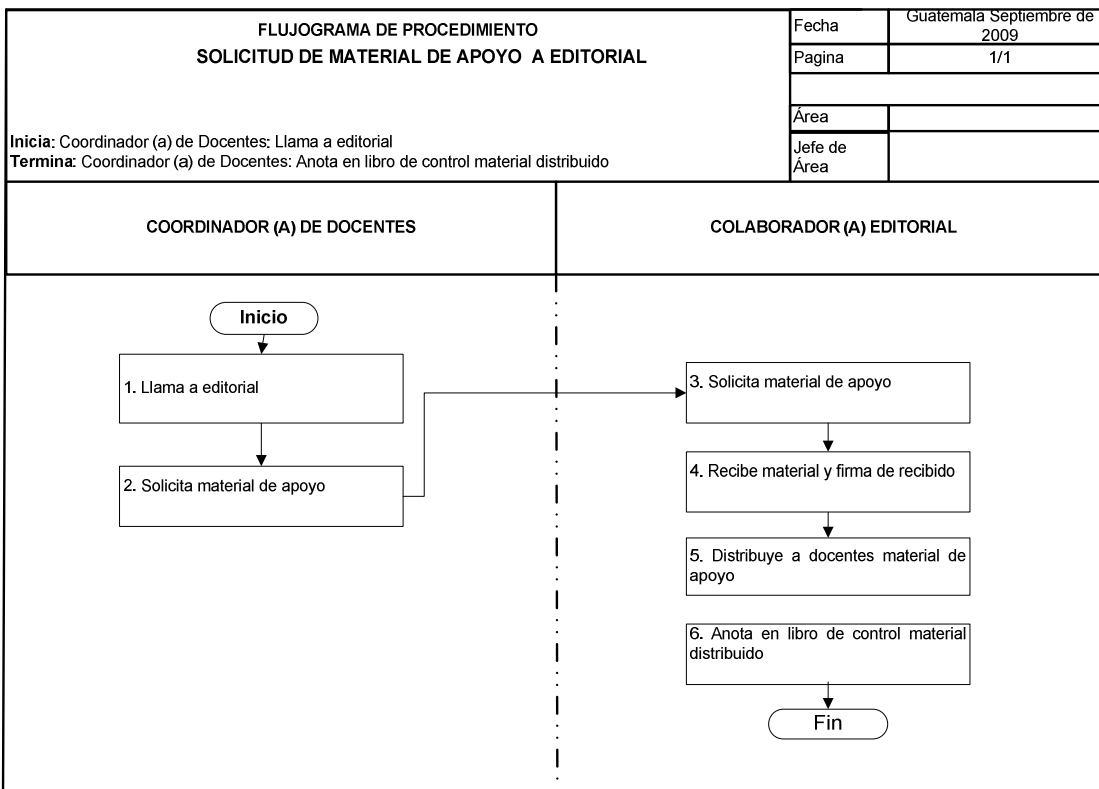 FLUJOGRAMA DE PROCEDIMIENTO
SOLICITUD DE MATERIAL DE APOYO A EDITORIAL
Inicia: Coordinador (a) de Docentes: Llama a editorial
Termina: Coordinador (a) de Docentes: Anota en libro de control material distribuido
Fecha
Guatemala Septiembre de
2009
Pagina
1/1
Área
Jefe de
Área
COORDINADOR (A) DE DOCENTES
COLABORADOR (A) EDITORIAL
Inicio
1. Llama a editorial
2. Solicita material de apoyo
3. Solicita material de apoyo
4. Recibe material y firma de recibido
5. Distribuye a docentes material de
apoyo
6. Anota en libro de control material
distribuido
Fin